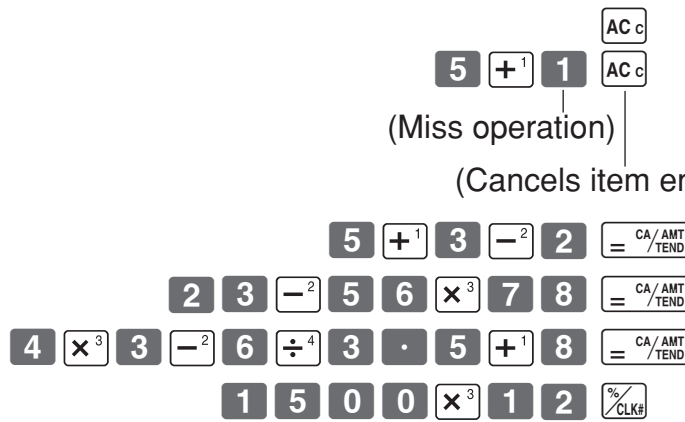 AC C
5 +1 1 AC C
(Miss operation)
(Cancels item
5 +1 3 −2 2 = CA/AMT TEND
2 3 −2 5 6 ×3 7 8 = CA/AMT TEND
4 ×3 3 −2 6 ÷4 3 · 5 +1 8 = CA/AMT TEND
1 5 0 0 ×3 1 2 %/CLK#